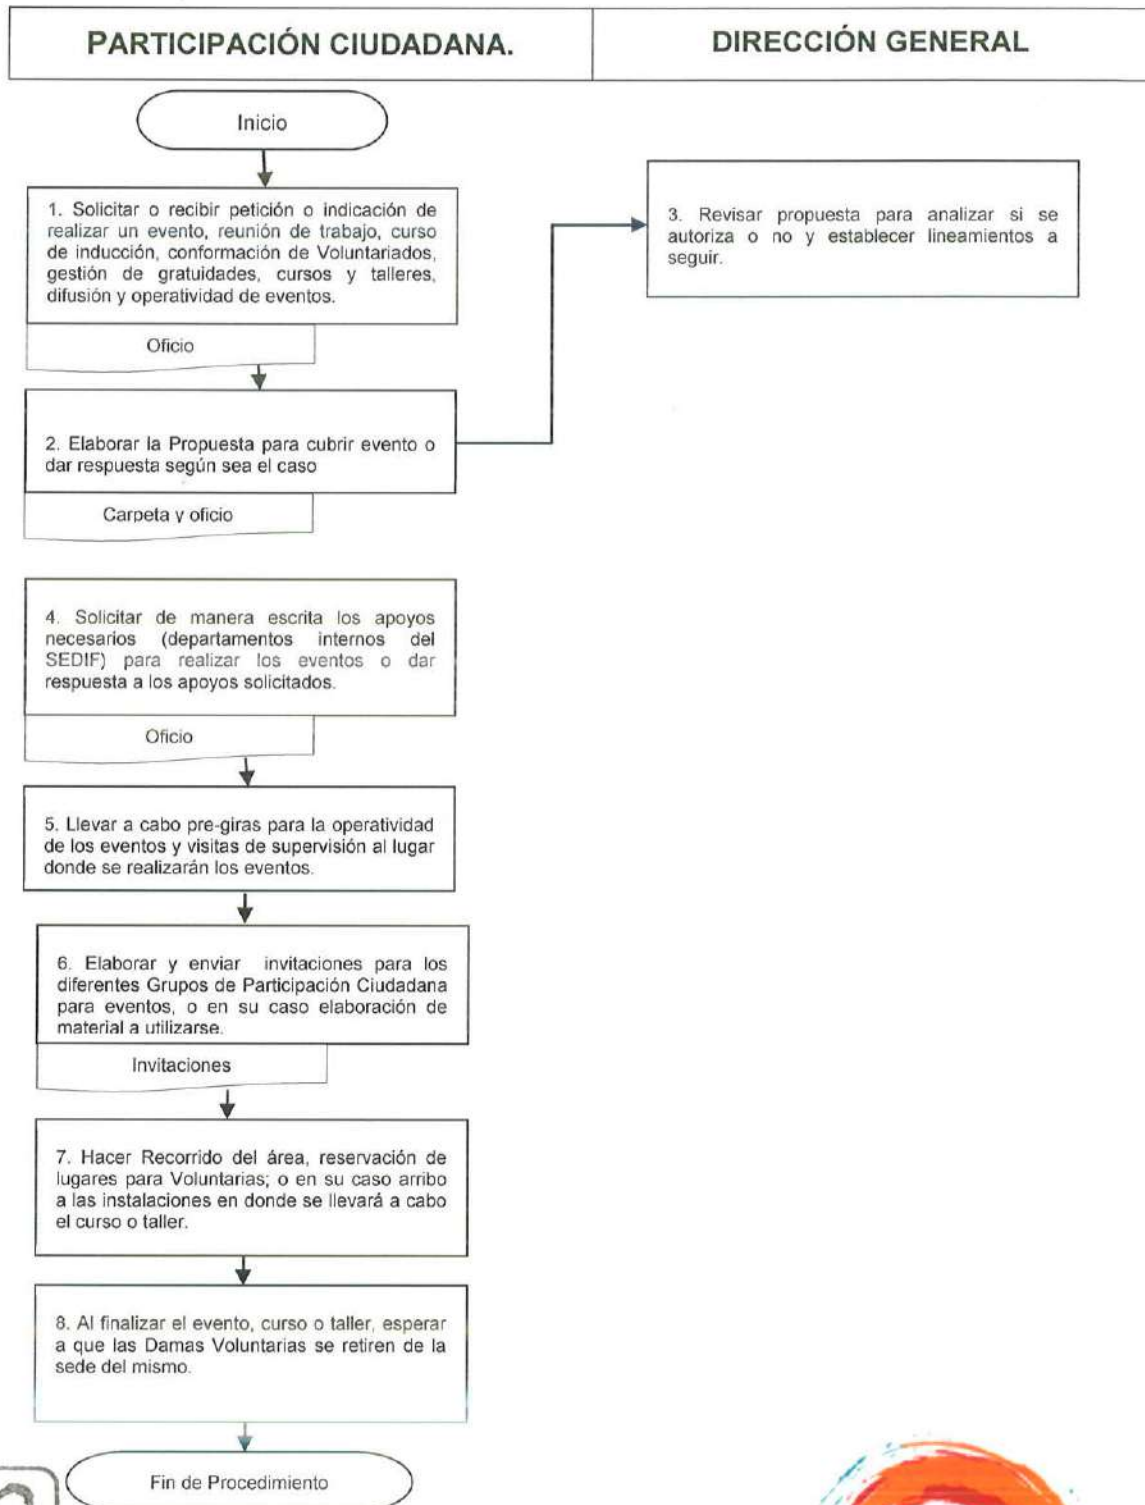 PARTICIPACIÓN CIUDADANA.
DIRECCIÓN GENERAL
Inicio
1. Solicitar o recibir petición o indicación de
realizar un evento, reunión de trabajo, curso
de inducción, conformación de Voluntariados,
gestión de gratuidades, cursos y talleres,
difusión y operatividad de eventos.
Oficio
2. Elaborar la Propuesta para cubrir evento o
dar respuesta según sea el caso
Carpeta y oficio
3. Revisar propuesta para analizar si se
autoriza o no y establecer lineamientos a
seguir.
4. Solicitar de manera escrita los apoyos
necesarios (departamentos internos del
SEDIF) para realizar los eventos o dar
respuesta a los apoyos solicitados.
Oficio
5. Llevar a cabo pre-giras para la operatividad
de los eventos y visitas de supervisión al lugar
donde se realizarán los eventos.
6. Elaborar y enviar invitaciones para los
diferentes Grupos de Participación Ciudadana
para eventos, o en su caso elaboración de
material a utilizarse.
Invitaciones
7. Hacer Recorrido del área, reservación de
lugares para Voluntarias; o en su caso arribo
a las instalaciones en donde se llevará a cabo
el curso o taller.
8. Al finalizar el evento, curso o taller, esperar
a que las Damas Voluntarias se retiren de la
sede del mismo.
Fin de Procedimiento